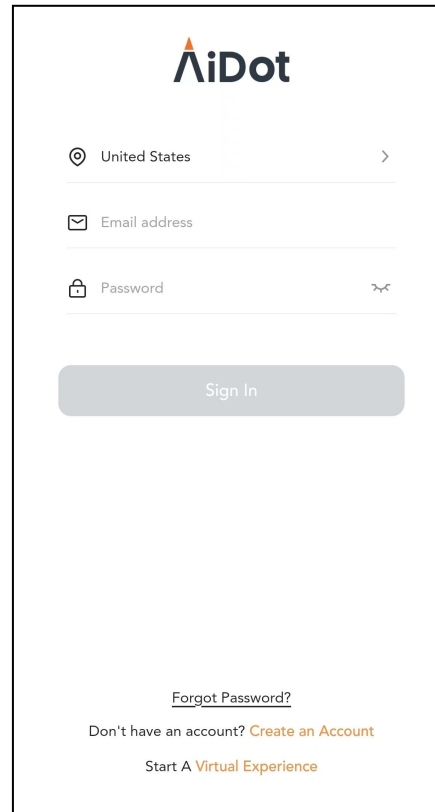 AiDot
United States
Email address
Password
Sign In
Forgot Password?
Don't have an account? Create an Account
Start A Virtual Experience